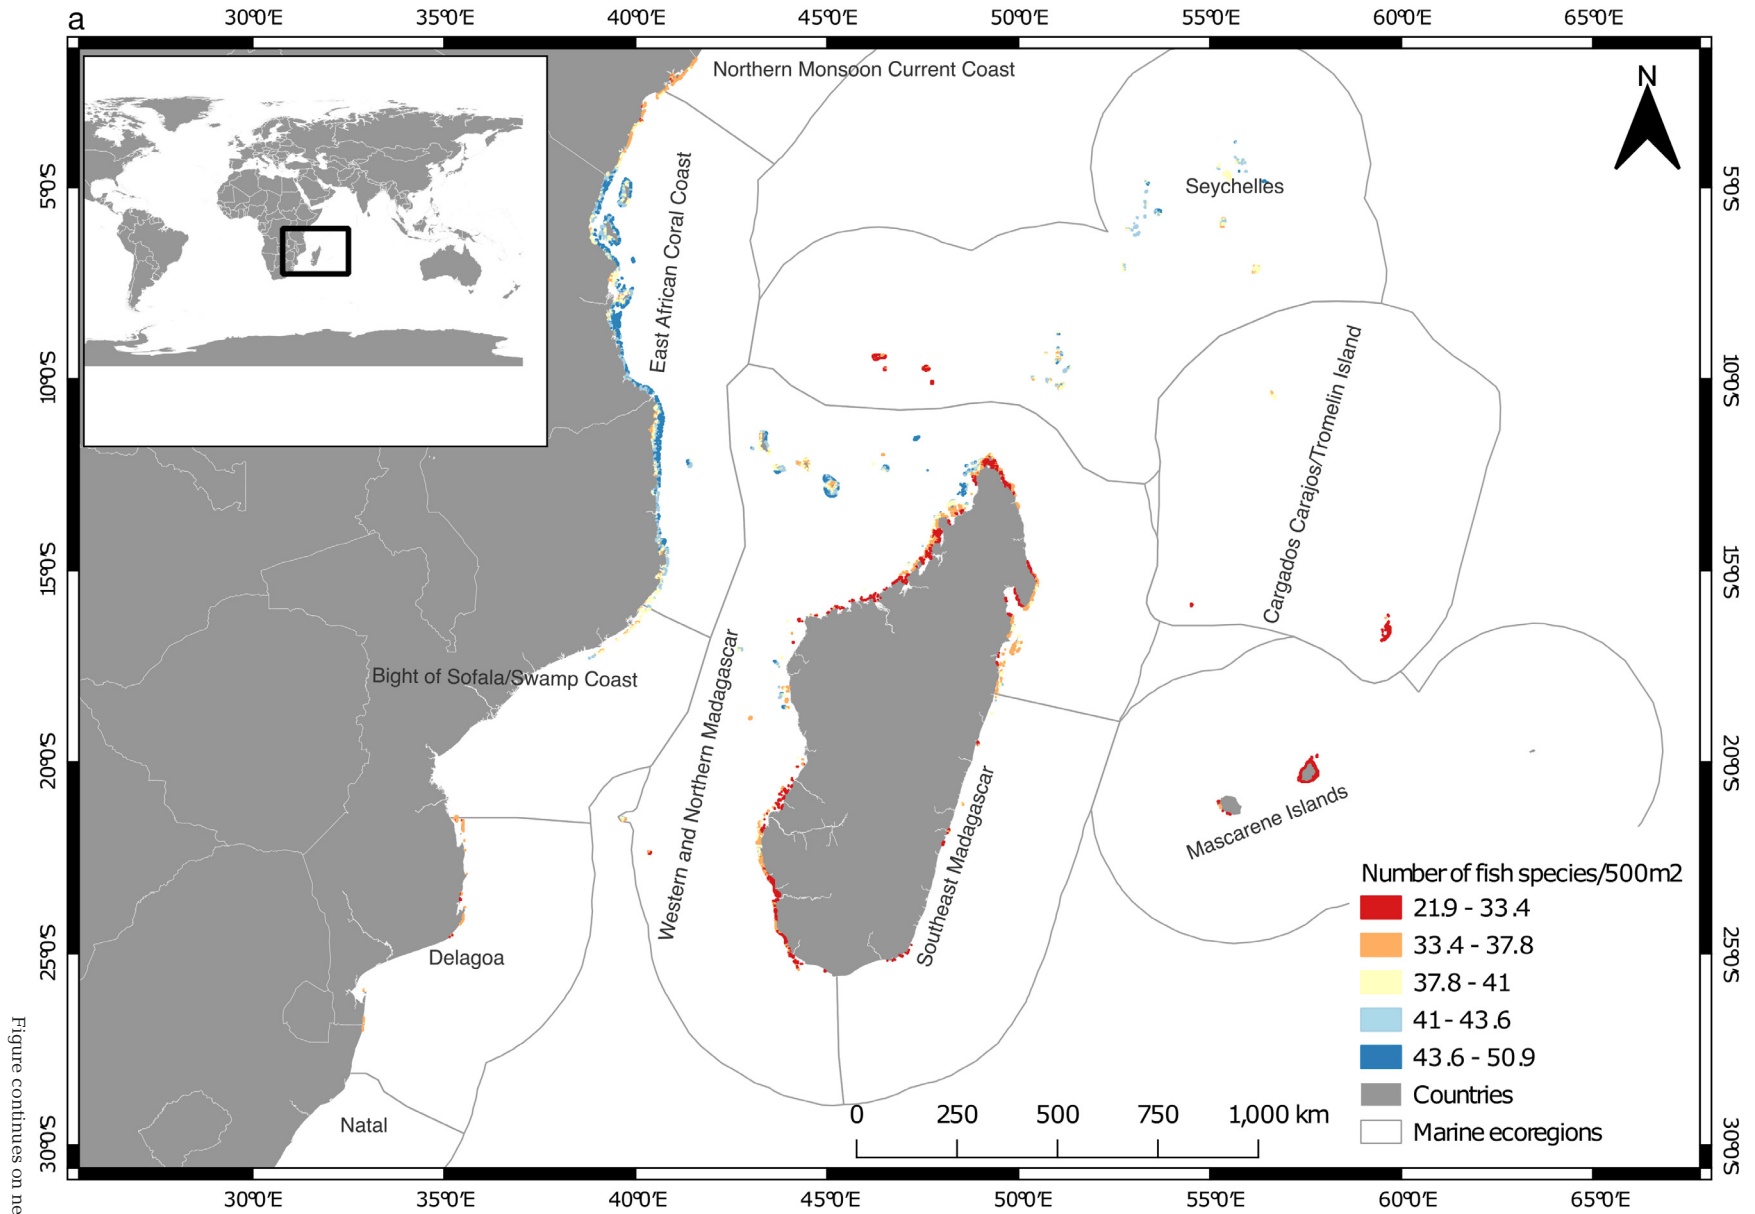 a
30°0'E 35°0'E 40°0'E 45°0'E 50°0'E 55°0'E 60°0'E 65°0'E
Northern Monsoon Current Coast
N
5°0'S
5°0'S
Seychelles
East African Coral Coast
10°0'S
10°0'S
Cargados Carajos/Tromelin Island
15°0'S
15°0'S
Bight of Sofala/Swamp Coast
Western and Northern Madagascar
20°0'S
20°0'S
Southeast Madagascar
Mascarene Islands
Delagoa
25°0'S
25°0'S
Natal
30°0'S
30°0'S
Number of fish species/500m2
21.9 - 33.4
33.4 - 37.8
37.8 - 41
41 - 43.6
43.6 - 50.9
Countries
Marine ecoregions
0 250 500 750 1,000 km
30°0'E 35°0'E 40°0'E 45°0'E 50°0'E 55°0'E 60°0'E 65°0'E
Figure continues on ne